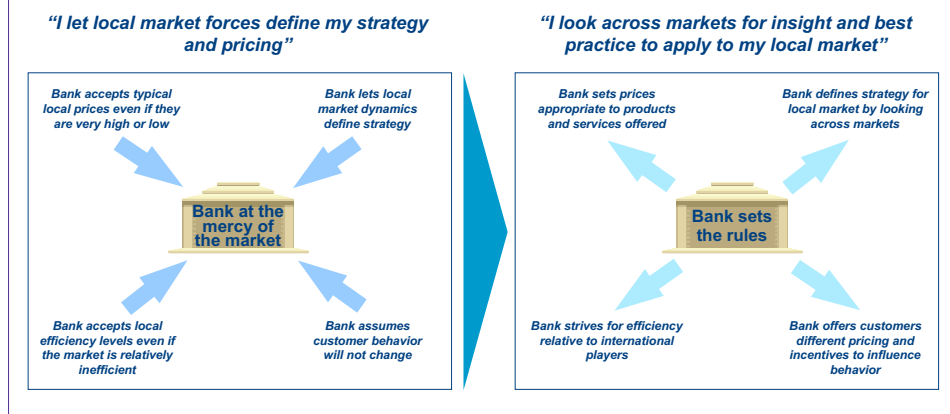 “I let local market forces define my strategy
and pricing”
“I look across markets for insight and best
practice to apply to my local market”
Bank accepts typical
local prices even if they
are very high or low
Bank lets local
market dynamics
define strategy
Bank at the
mercy of
the market
Bank accepts local
efficiency levels even if
the market is relatively
inefficient
Bank assumes
customer behavior
will not change
Bank sets prices
appropriate to products
and services offered
Bank defines strategy for
local market by looking
across markets
Bank sets
the rules
Bank strives for efficiency
relative to international
players
Bank offers customers
different pricing and
incentives to influence
behavior